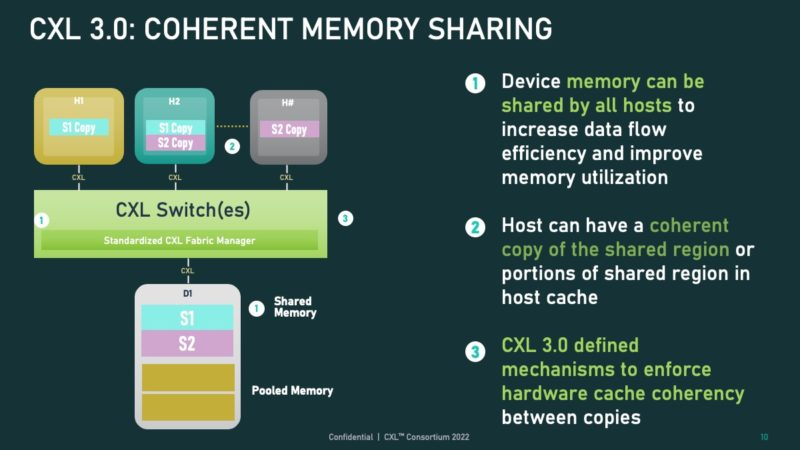 CXL 3.0: COHERENT MEMORY SHARING
H1
S1 Copy
H2
S1 Copy
S2 Copy
2
H#
S2 Copy
CXL
CXL
CXL
1
CXL Switch(es)
3
Standardized CXL Fabric Manager
CXL
D1
S1
S2
1
Shared
Memory
Pooled Memory
1
Device memory can be
shared by all hosts to
increase data flow
efficiency and improve
memory utilization
2
Host can have a coherent
copy of the shared region or
portions of shared region in
host cache
3
CXL 3.0 defined
mechanisms to enforce
hardware cache coherency
between copies
Confidential | CXL™ Consortium 2022
10